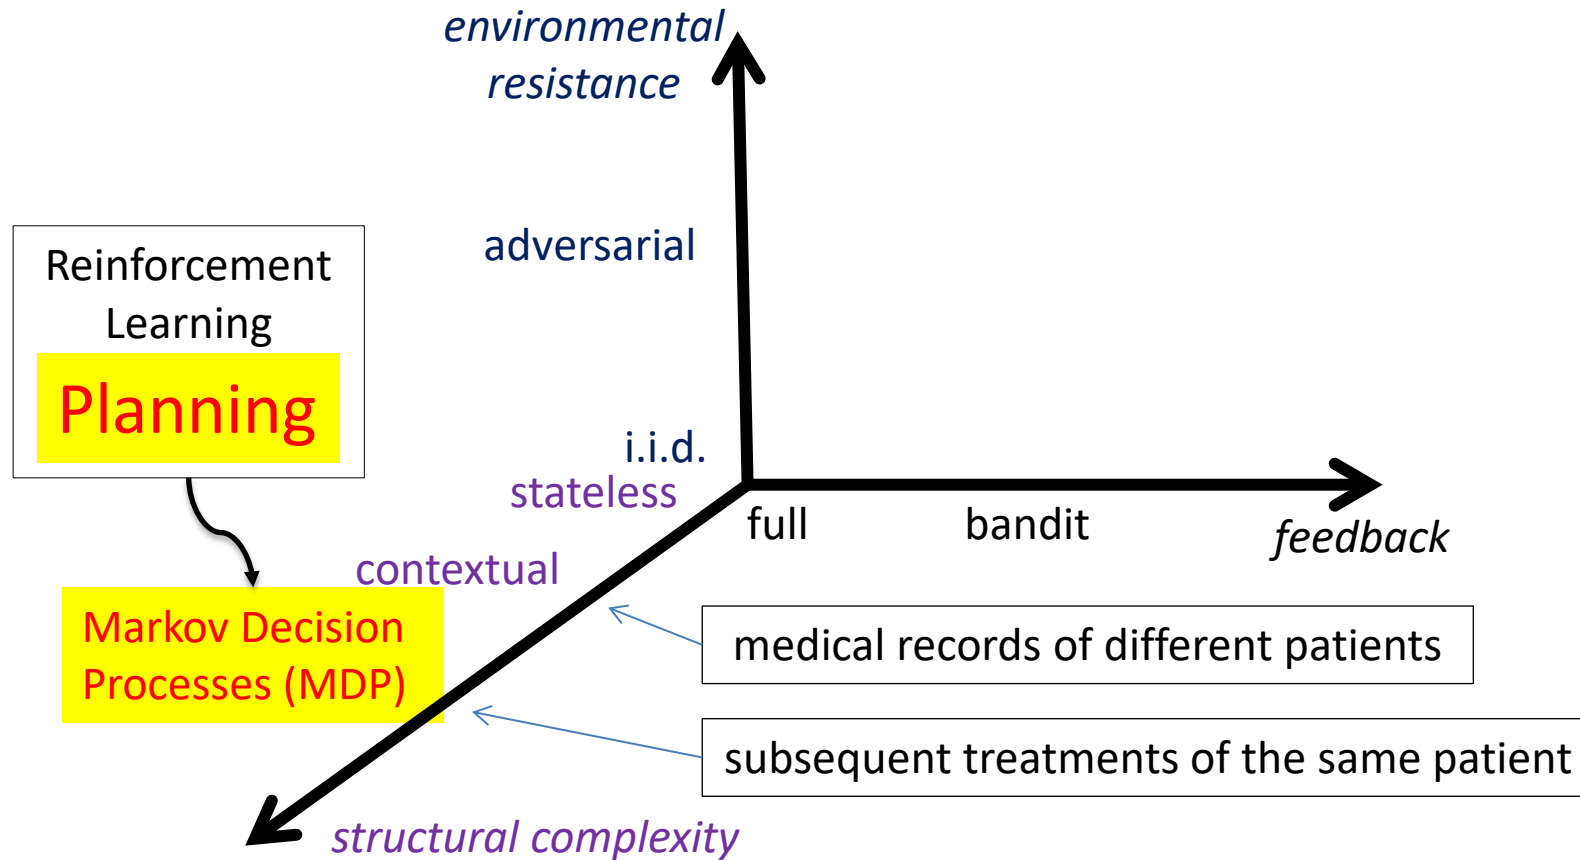 environmental
resistance
adversarial
i.i.d.
Reinforcement
Learning
Planning
stateless
contextual
Markov Decision
Processes (MDP)
structural complexity
full
bandit
feedback
medical records of different patients
subsequent treatments of the same patient